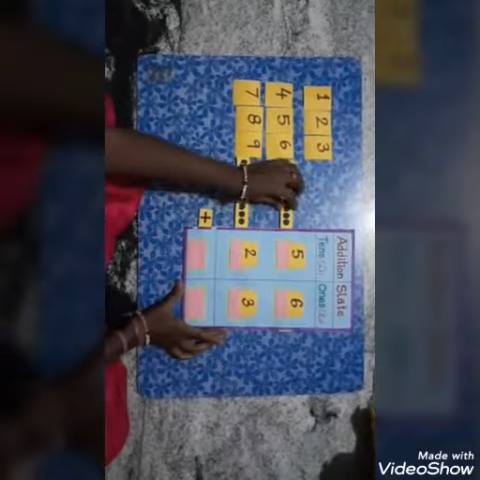 1 2 3
4 5 6
7 8 9
Addition Slate
Tens Ones
5 6
2 3
+
Made with
VideoShow